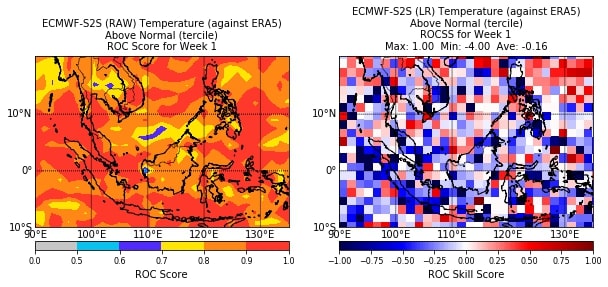 ECMWF-S2S (RAW) Temperature (against ERA5)
Above Normal (tercile)
ROC Score for Week 1
10°N
0°
10°S
90°E 100°E 110°E 120°E 130°E
0.0 0.5 0.6 0.7 0.8 0.9 1.0
ROC Score
ECMWF-S2S (LR) Temperature (against ERA5)
Above Normal (tercile)
ROCSS for Week 1
Max: 1.00 Min: -4.00 Ave: -0.16
10°N
0°
10°S
90°E 100°E 110°E 120°E 130°E
−1.00 −0.75 −0.50 −0.25 0.00 0.25 0.50 0.75 1.00
ROC Skill Score